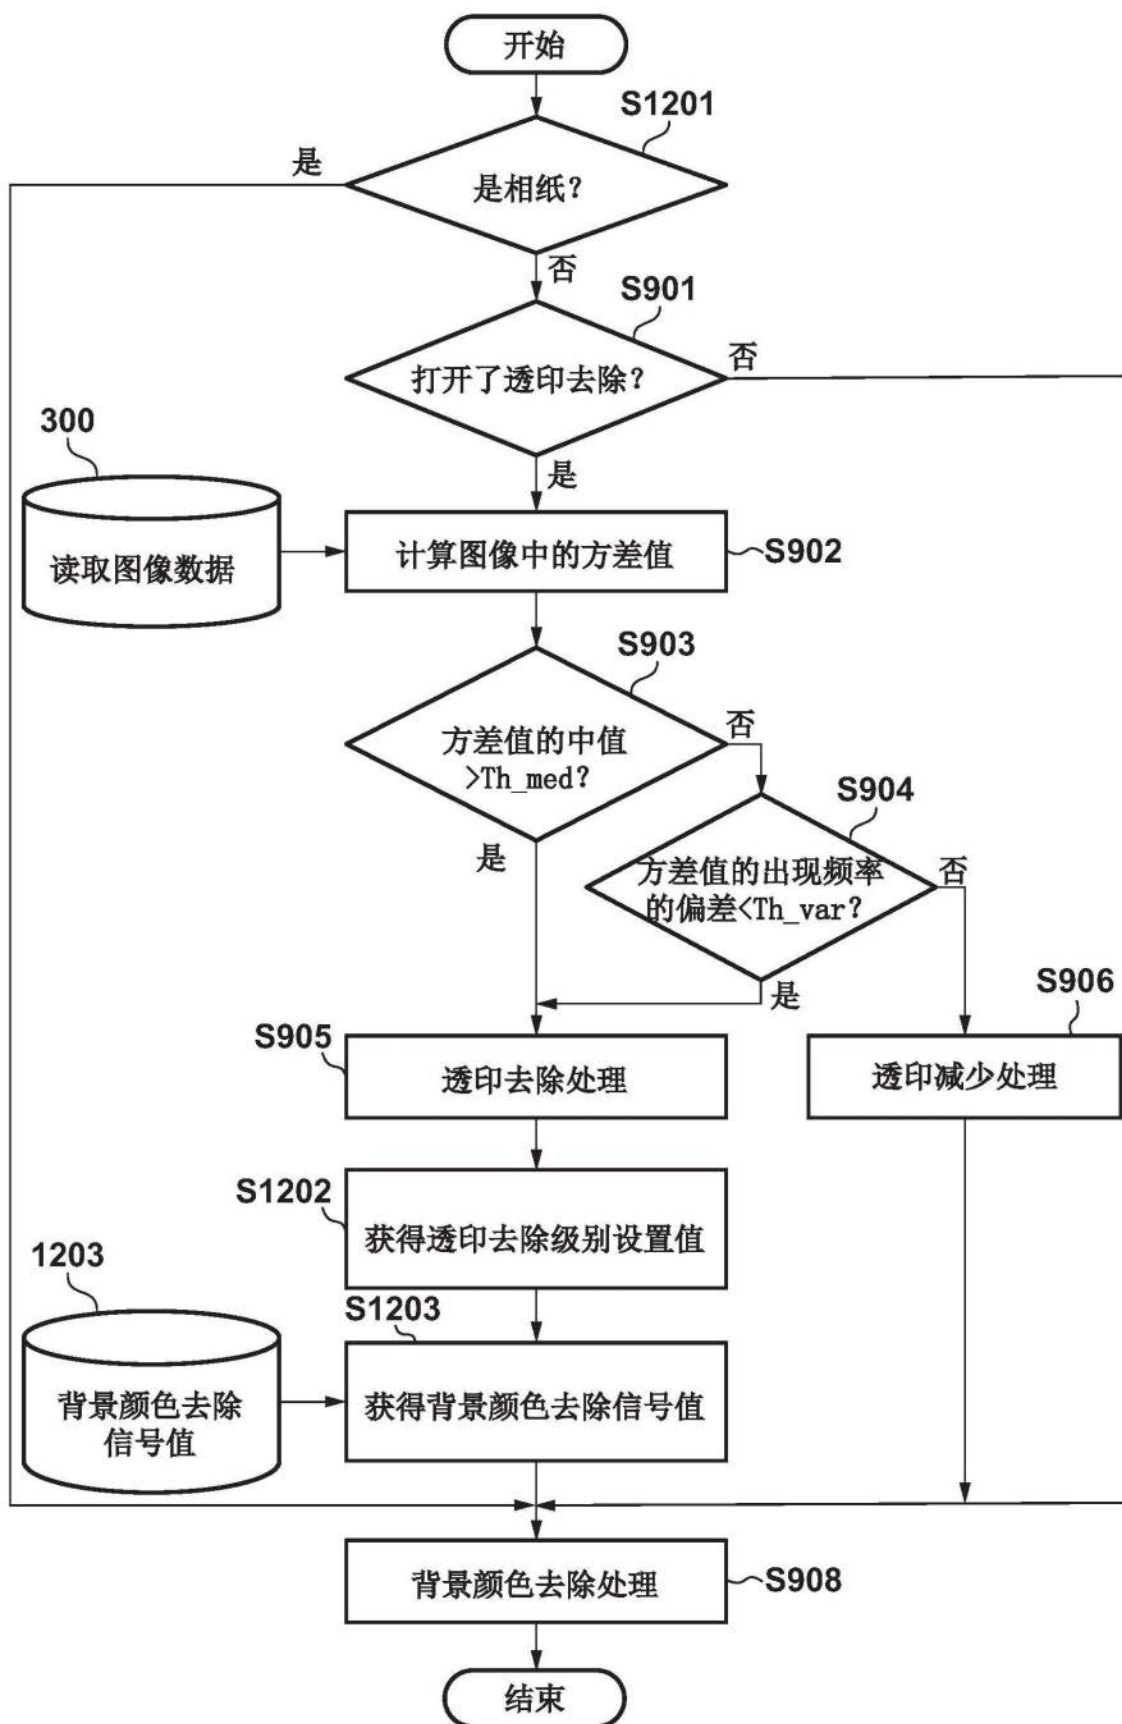 开始
S1201
是
是相纸？
否
S901
打开了透印去除？
否
300
是
读取图像数据
计算图像中的方差值
S902
S903
方差值的中值
>Th_med？
否
S904
是
方差值的出现频率
的偏差<Th_var？
否
是
S906
S905
透印去除处理
透印减少处理
S1202
获得透印去除级别设置值
1203
S1203
背景颜色去除
信号值
获得背景颜色去除信号值
背景颜色去除处理
S908
结束